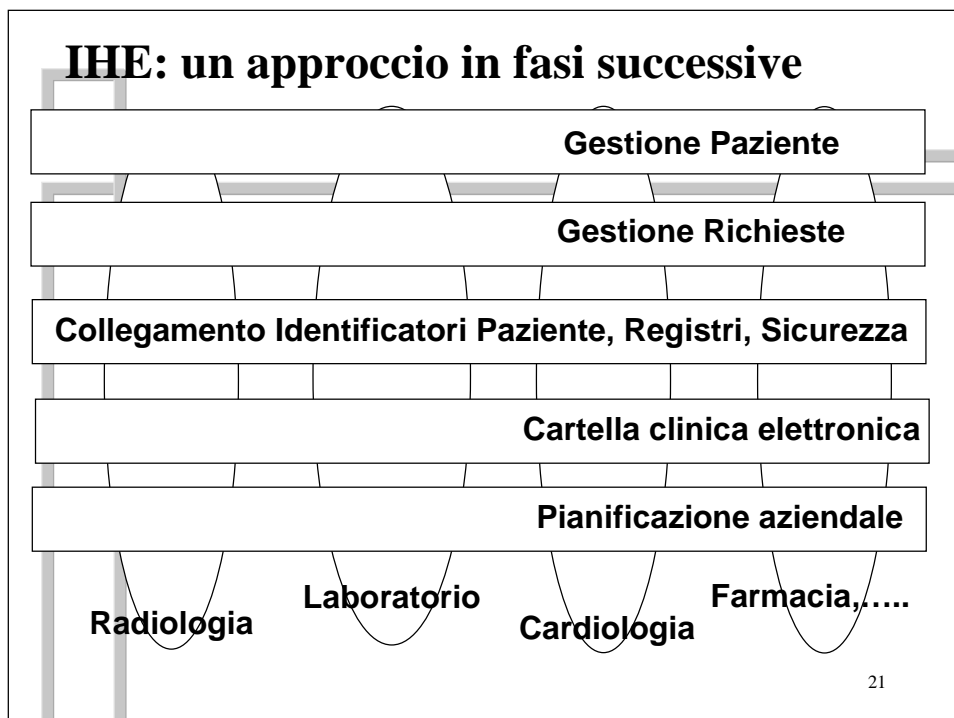 IHE: un approccio in fasi successive
Gestione Paziente
Gestione Richieste
Collegamento Identificatori Paziente, Registri, Sicurezza
Cartella clinica elettronica
Pianificazione aziendale
Radiologia
Laboratorio
Cardiologia
Farmacia,…..
21